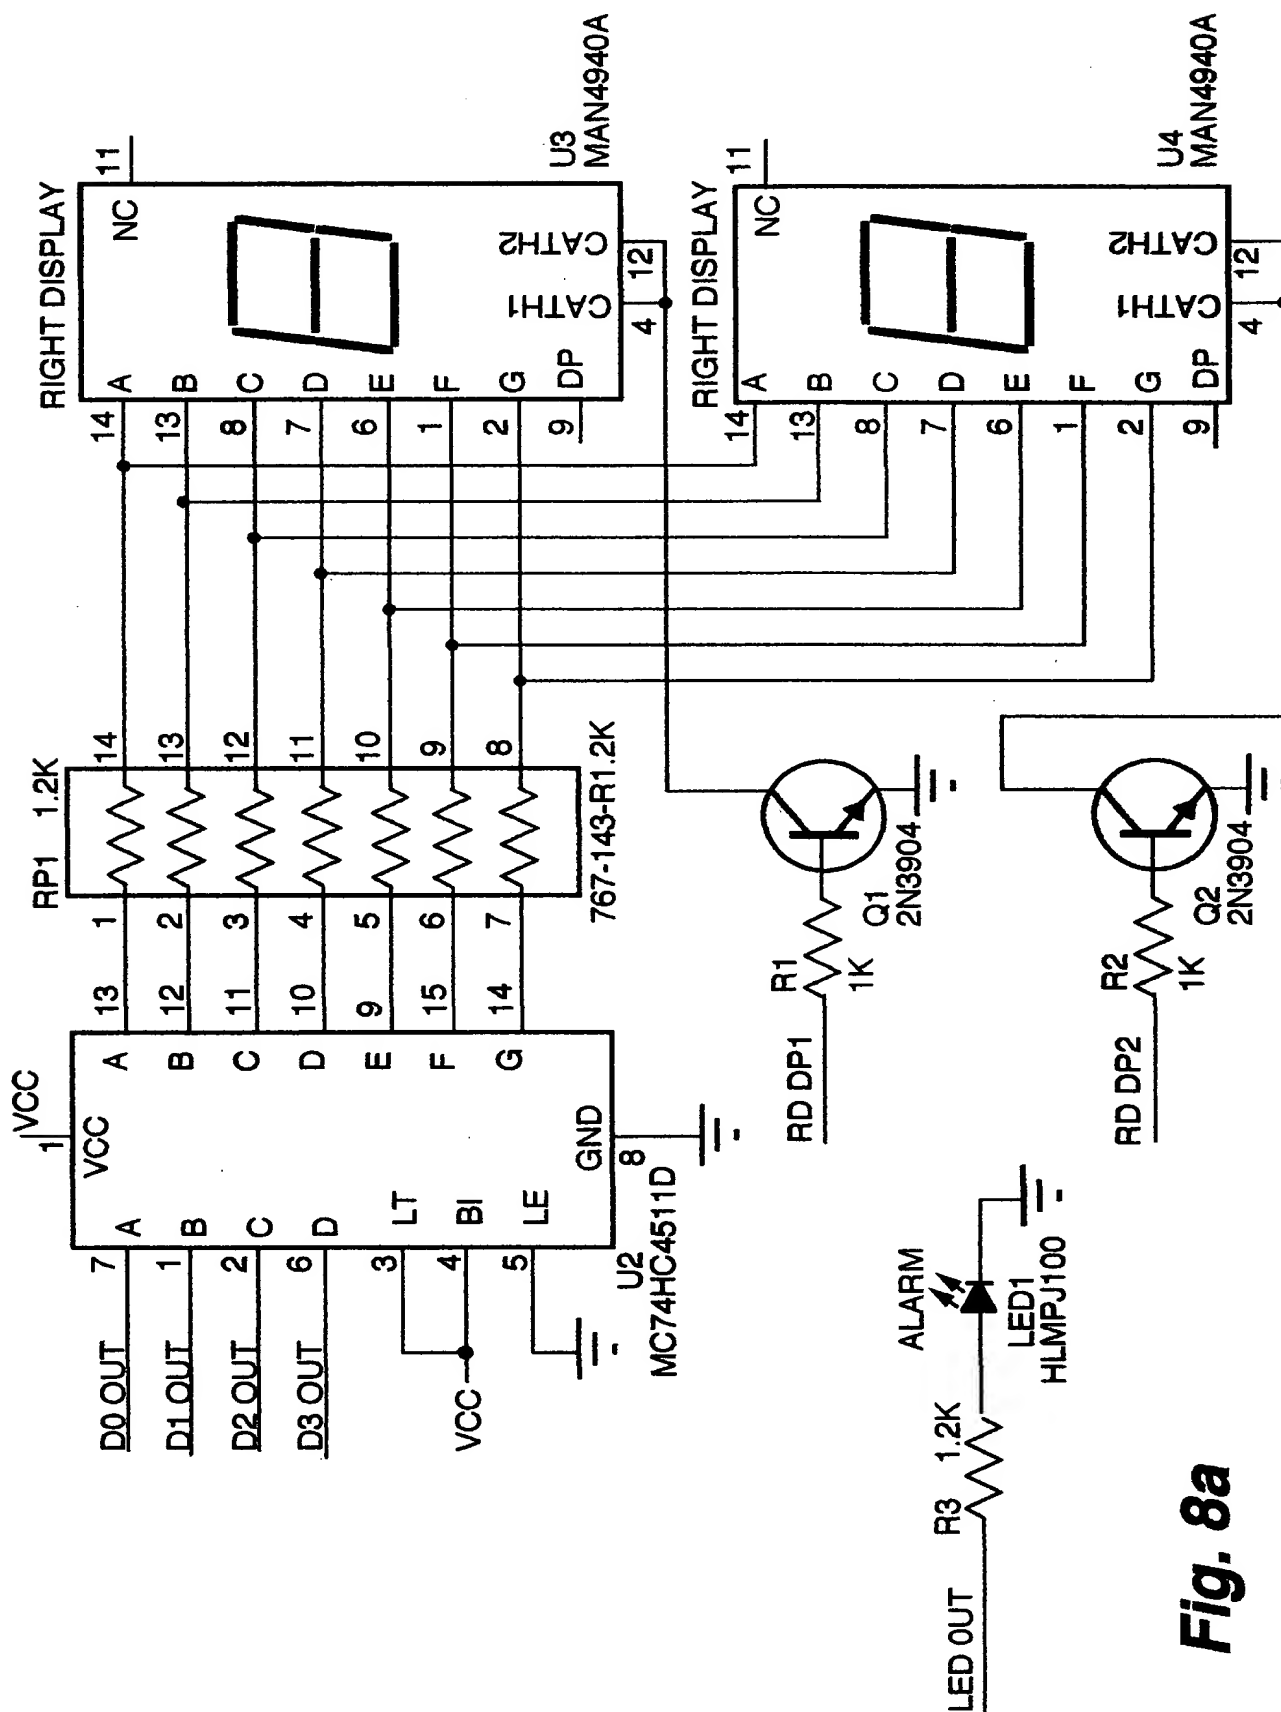 VCC
1
VCC
D0 OUT 7 A
D1 OUT 1 B
D2 OUT 2 C
D3 OUT 6 D
3 LT
VCC
4 BI
5 LE
GND
8
U2
MC74HC4511D
A 13
B 12
C 11
D 10
E 9
F 15
G 14
RP1 1.2K
1 14
2 13
3 12
4 11
5 10
6 9
7 8
767-143-R1.2K
RIGHT DISPLAY
14 A
13 B
8 C
7 D
6 E
1 F
2 G
9 DP
NC 11
CATH1 4
CATH2 12
U3
MAN4940A
RIGHT DISPLAY
14 A
13 B
8 C
7 D
6 E
1 F
2 G
9 DP
NC 11
CATH1 4
CATH2 12
U4
MAN4940A
RD DP1
R1
1K
Q1
2N3904
RD DP2
R2
1K
Q2
2N3904
ALARM
LED OUT
R3 1.2K
LED1
HLMPJ100
Fig. 8a